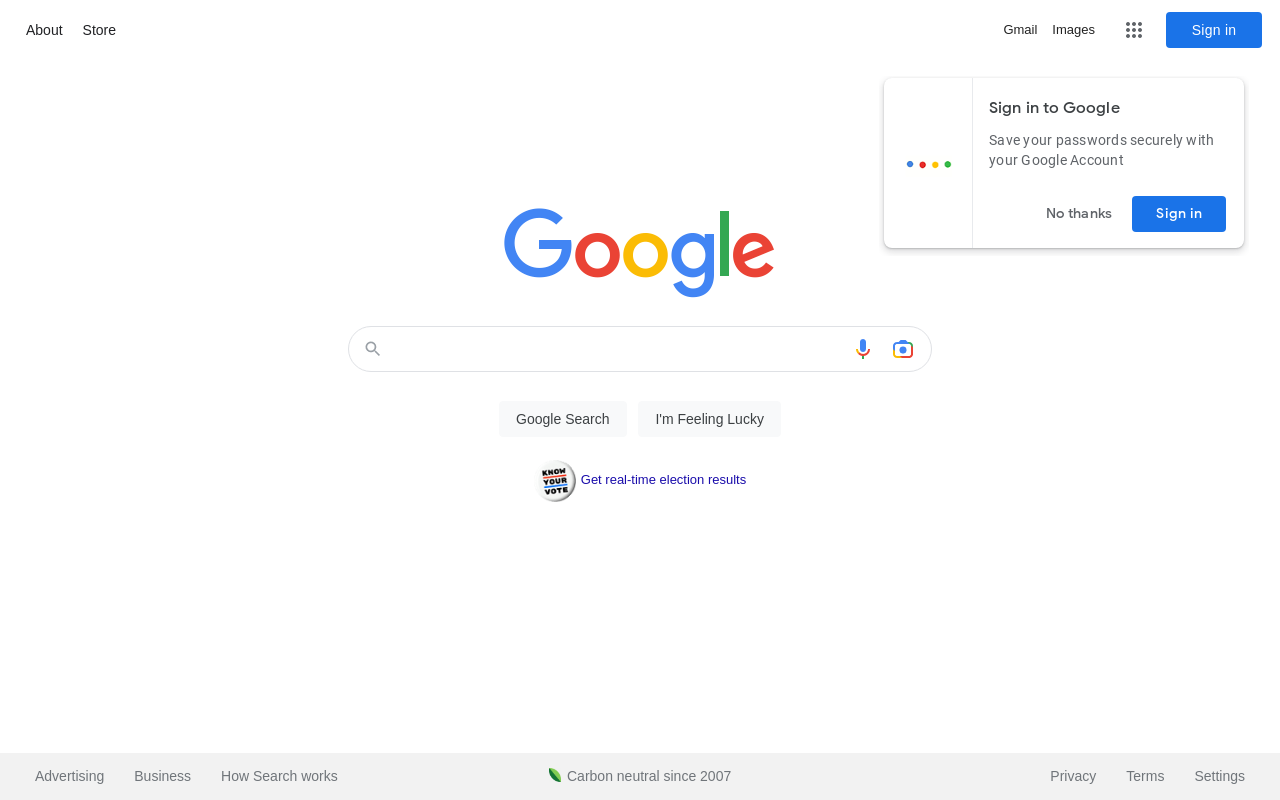 About Store
Gmail Images Sign in
Sign in to Google
Save your passwords securely with
your Google Account
No thanks Sign in
Google
Google Search I'm Feeling Lucky
KNOW
YOUR
VOTE
Get real-time election results
Advertising Business How Search works
Carbon neutral since 2007
Privacy Terms Settings